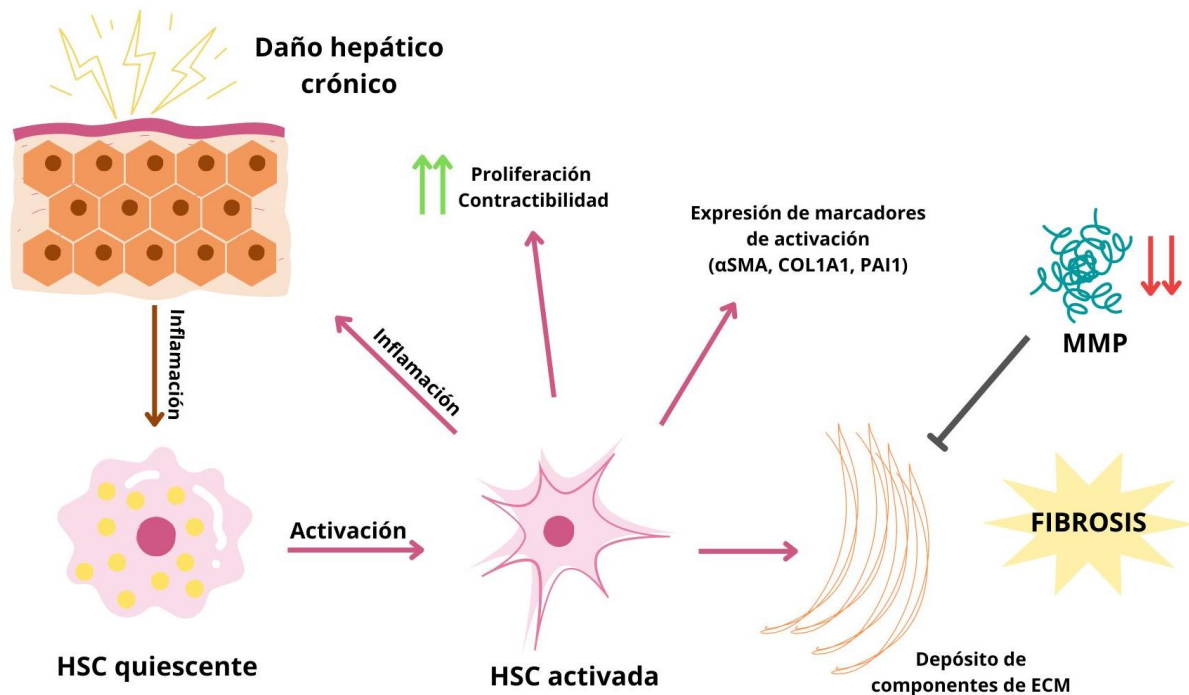 Daño hepático
crónico
Proliferación
Contractibilidad
Expresión de marcadores
de activación
(αSMA, COL1A1, PAI1)
MMP
Inflamación
Inflamación
Activación
FIBROSIS
HSC quiescente
HSC activada
Depósito de
componentes de ECM